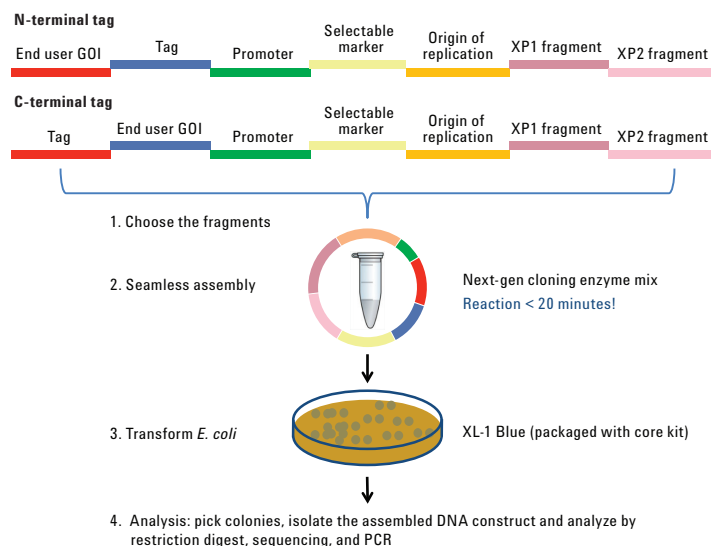 N-terminal tag
End user GOI
Tag
Promoter
Selectable
marker
Origin of
replication
XP1 fragment
XP2 fragment
C-terminal tag
Tag
End user GOI
Promoter
Selectable
marker
Origin of
replication
XP1 fragment
XP2 fragment
1. Choose the fragments
2. Seamless assembly
Next-gen cloning enzyme mix
Reaction < 20 minutes!
3. Transform E. coli
XL-1 Blue (packaged with core kit)
4. Analysis: pick colonies, isolate the assembled DNA construct and analyze by
restriction digest, sequencing, and PCR